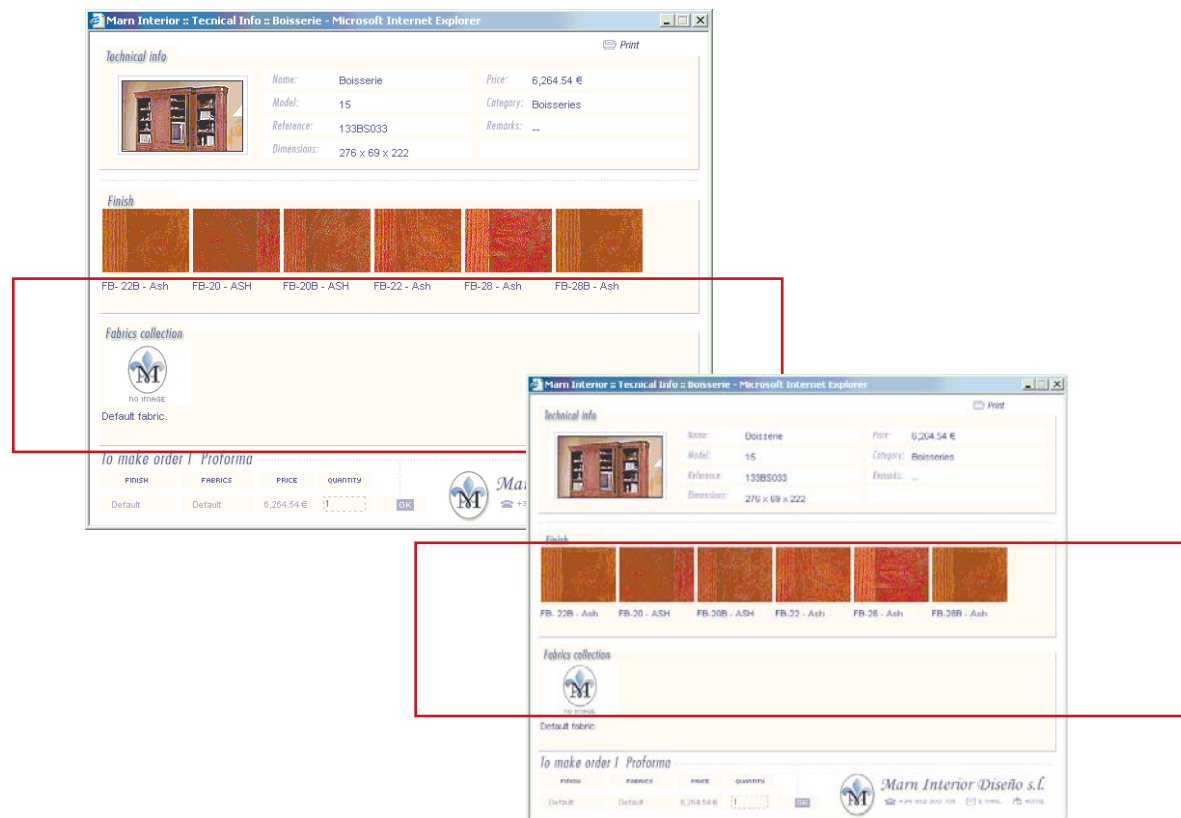 Marn Interior :: Tecnical Info :: Boisserie - Microsoft Internet Explorer
Print
Technical info
Name: Boisserie Price: 6,264.54 €
Model: 15 Category: Boisseries
Reference: 133BS033 Remarks: --
Dimensions: 276 x 69 x 222
Finish
FB- 22B - Ash FB-20 - ASH FB-20B - ASH FB-22 - Ash FB-28 - Ash FB-28B - Ash
Fabrics collection
M
NO IMAGE
Default fabric.
To make order / Proforma
FINISH FABRICS PRICE QUANTITY
Default Default 6,264.54 € 1 OK
M
Mar
Marn Interior :: Tecnical Info :: Boisserie - Microsoft Internet Explorer
Print
Technical info
Name: Boisserie Price: 6,264.54 €
Model: 15 Category: Boisseries
Reference: 133BS033 Remarks: --
Dimensions: 276 x 69 x 222
Finish
FB- 22B - Ash FB-20 - ASH FB-20B - ASH FB-22 - Ash FB-28 - Ash FB-28B - Ash
Fabrics collection
M
NO IMAGE
Default fabric.
To make order / Proforma
FINISH FABRICS PRICE QUANTITY
Default Default 6,264.54 € 1 OK
M
Marn Interior Diseño s.l.
E-MAIL HOME